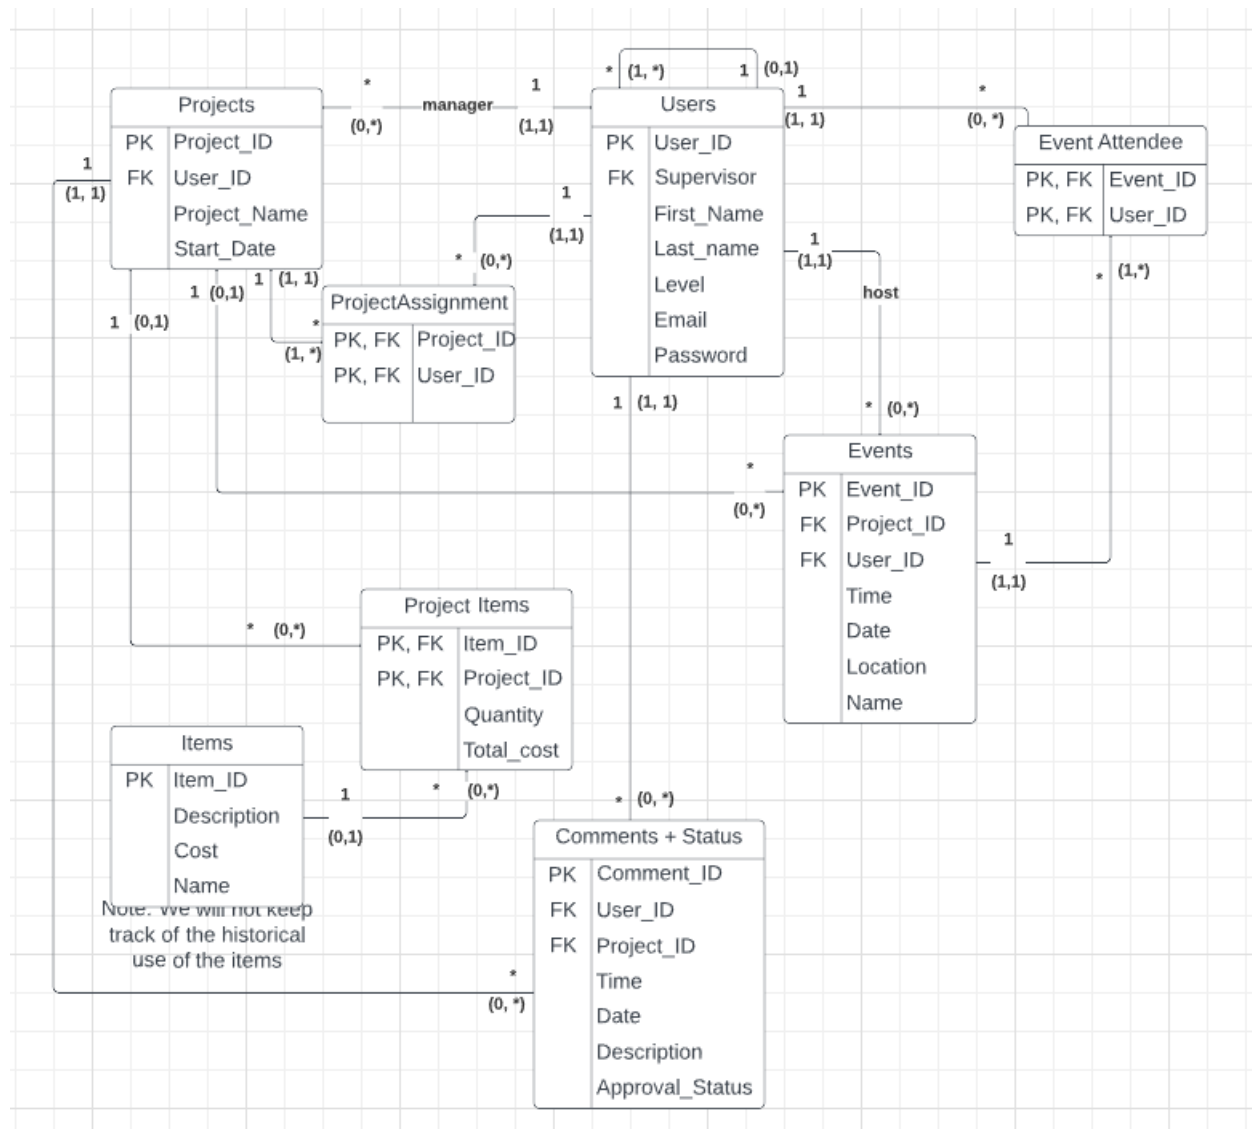 * (1, *) 1 (0,1)
* 1
manager
(0,*) (1,1)
Projects
PK Project_ID
FK User_ID
Project_Name
Start_Date
Users
PK User_ID
FK Supervisor
First_Name
Last_name
Level
Email
Password
1 *
(1, 1) (0, *)
Event Attendee
PK, FK Event_ID
PK, FK User_ID
1
(1, 1)
1
(1,1)
* (0,*)
1
(1,1)
host
* (0,*)
* (1,*)
1 (0,1)
1 (0,1)
1 (1, 1)
*
(1, *)
ProjectAssignment
PK, FK Project_ID
PK, FK User_ID
1 (1, 1)
*
(0,*)
Events
PK Event_ID
FK Project_ID
FK User_ID
Time
Date
Location
Name
1
(1,1)
* (0,*)
Project Items
PK, FK Item_ID
PK, FK Project_ID
Quantity
Total_cost
Items
PK Item_ID
Description
Cost
Name
1
(0,1)
* (0,*)
* (0, *)
Note: We will not keep
track of the historical
use of the items
*
(0, *)
Comments + Status
PK Comment_ID
FK User_ID
FK Project_ID
Time
Date
Description
Approval_Status